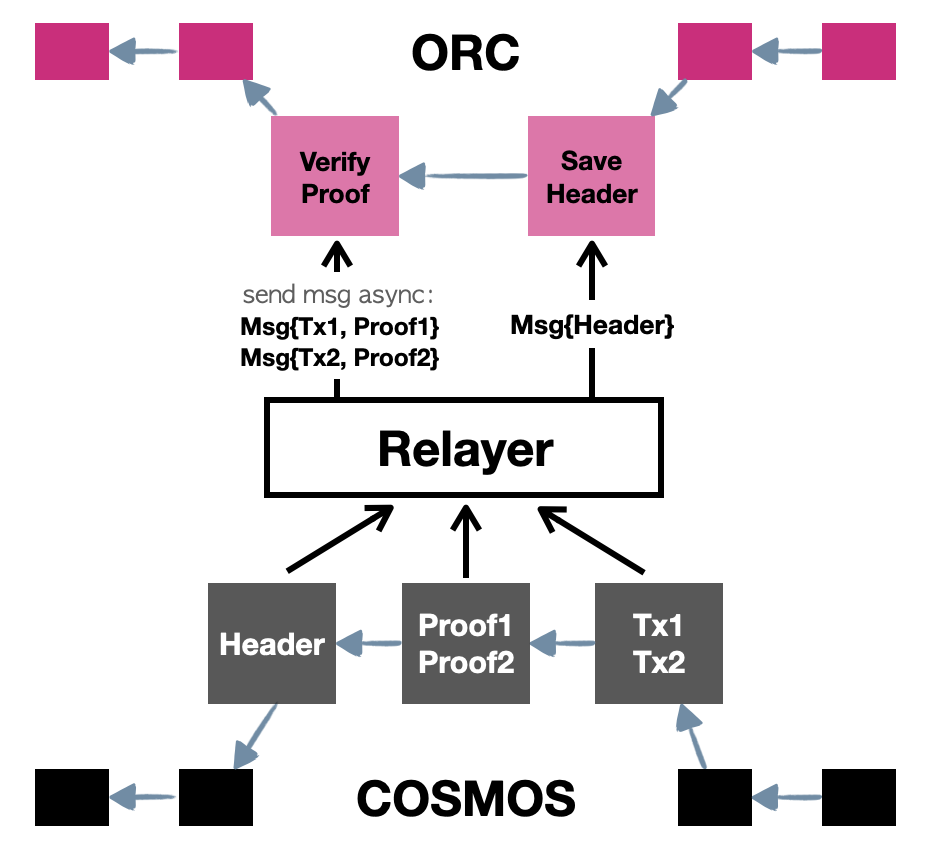 ORC
Verify
Proof
Save
Header
send msg async:
Msg{Tx1, Proof1}
Msg{Tx2, Proof2}
Msg{Header}
Relayer
Header
Proof1
Proof2
Tx1
Tx2
COSMOS